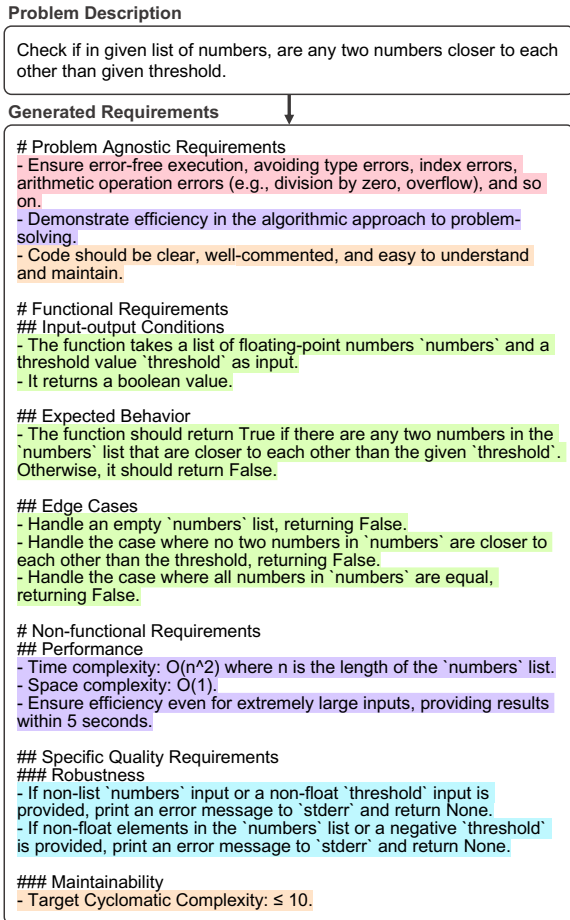 Problem Description
Check if in given list of numbers, are any two numbers closer to each
other than given threshold.
Generated Requirements
# Problem Agnostic Requirements
- Ensure error-free execution, avoiding type errors, index errors,
arithmetic operation errors (e.g., division by zero, overflow), and so
on.
- Demonstrate efficiency in the algorithmic approach to problem-
solving.
- Code should be clear, well-commented, and easy to understand
and maintain.
# Functional Requirements
## Input-output Conditions
- The function takes a list of floating-point numbers `numbers` and a
threshold value `threshold` as input.
- It returns a boolean value.
## Expected Behavior
- The function should return True if there are any two numbers in the
`numbers` list that are closer to each other than the given `threshold`.
Otherwise, it should return False.
## Edge Cases
- Handle an empty `numbers` list, returning False.
- Handle the case where no two numbers in `numbers` are closer to
each other than the threshold, returning False.
- Handle the case where all numbers in `numbers` are equal,
returning False.
# Non-functional Requirements
## Performance
- Time complexity: O(n^2) where n is the length of the `numbers` list.
- Space complexity: O(1).
- Ensure efficiency even for extremely large inputs, providing results
within 5 seconds.
## Specific Quality Requirements
### Robustness
- If non-list `numbers` input or a non-float `threshold` input is
provided, print an error message to `stderr` and return None.
- If non-float elements in the `numbers` list or a negative `threshold`
is provided, print an error message to `stderr` and return None.
### Maintainability
- Target Cyclomatic Complexity: ≤ 10.